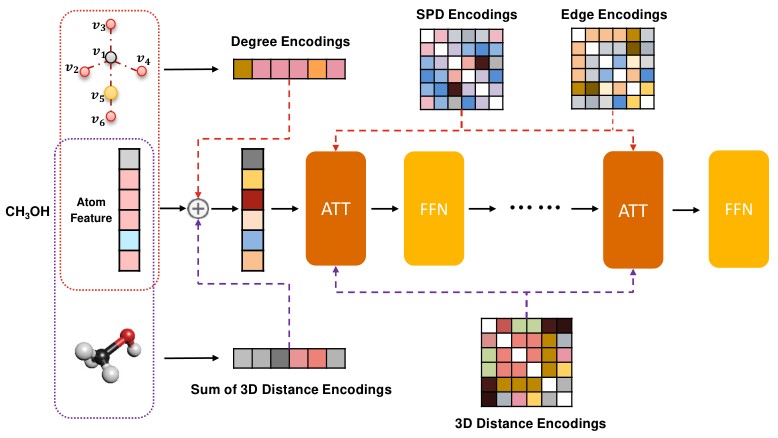 v₃
v₁
v₂
v₄
v₅
v₆
Degree Encodings
SPD Encodings
Edge Encodings
CH₃OH
Atom
Feature
ATT
FFN
ATT
FFN
Sum of 3D Distance Encodings
3D Distance Encodings